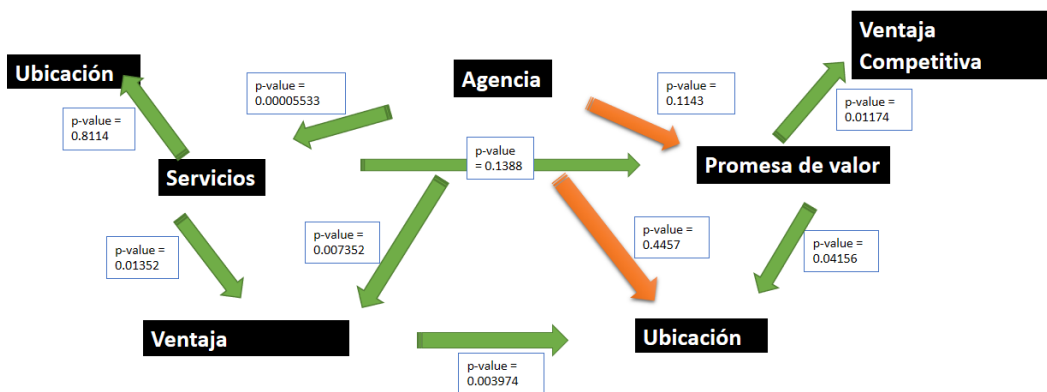 Ventaja
Competitiva
Ubicación
Agencia
p-value =
0.00005533
p-value =
0.1143
p-value =
0.8114
p-value =
0.01174
p-value
= 0.1388
Servicios
Promesa de valor
p-value =
0.01352
p-value =
0.007352
p-value =
0.4457
p-value =
0.04156
Ventaja
Ubicación
p-value =
0.003974